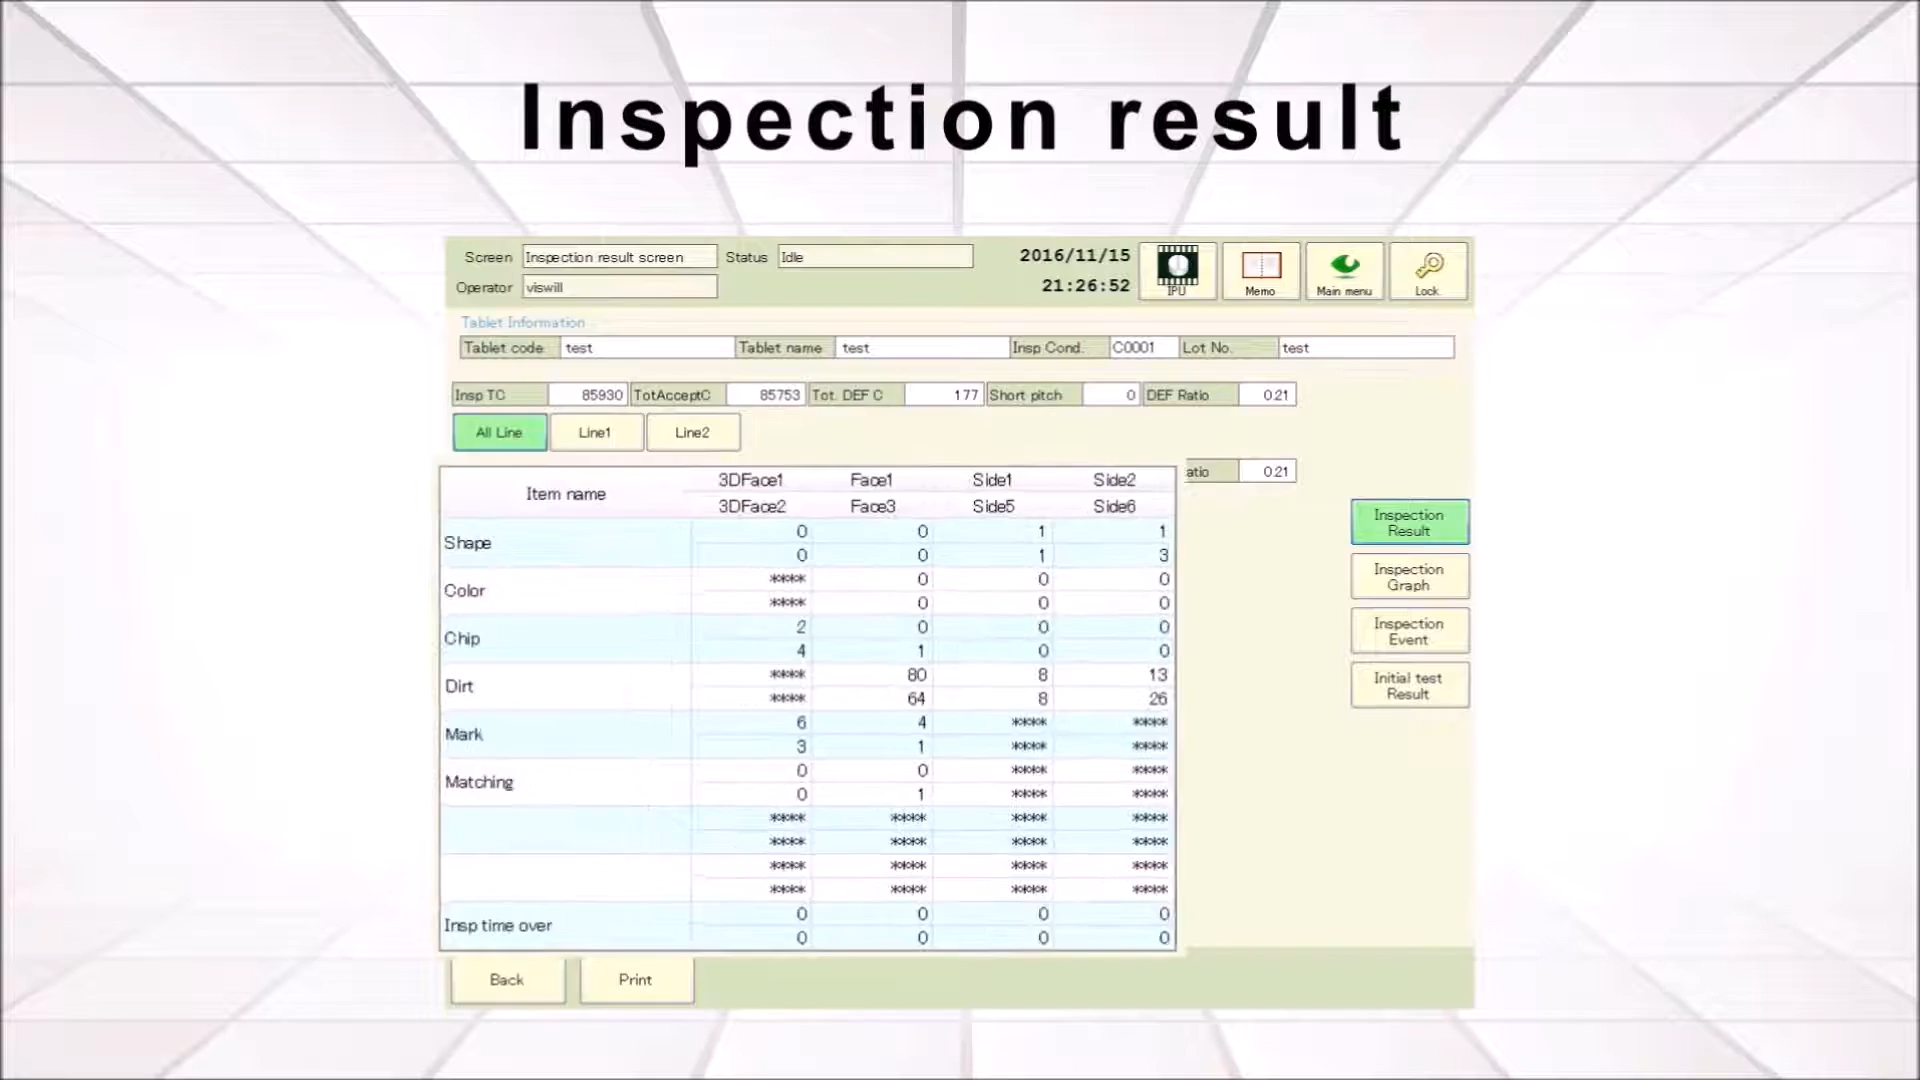 Inspection result
Screen Inspection result screen Status Idle 2016/11/15
Operator viswill 21:26:52
IPU Memo Main menu Lock
Tablet Information
Tablet code test Tablet name test Insp Cond. C0001 Lot No. test
Insp TC 85930 TotAcceptC 85753 Tot. DEF C 177 Short pitch 0 DEF Ratio 0.21
All Line Line1 Line2
atio 0.21
Item name
3DFace1 Face1 Side1 Side2
3DFace2 Face3 Side5 Side6
Shape
0 0 1 1
0 0 1 3
Color
**** 0 0 0
**** 0 0 0
Chip
2 0 0 0
4 1 0 0
Dirt
**** 80 8 13
**** 64 8 26
Mark
6 4 **** ****
3 1 **** ****
Matching
0 0 **** ****
0 1 **** ****
**** **** **** ****
**** **** **** ****
**** **** **** ****
**** **** **** ****
Insp time over
0 0 0 0
0 0 0 0
Inspection
Result
Inspection
Graph
Inspection
Event
Initial test
Result
Back Print